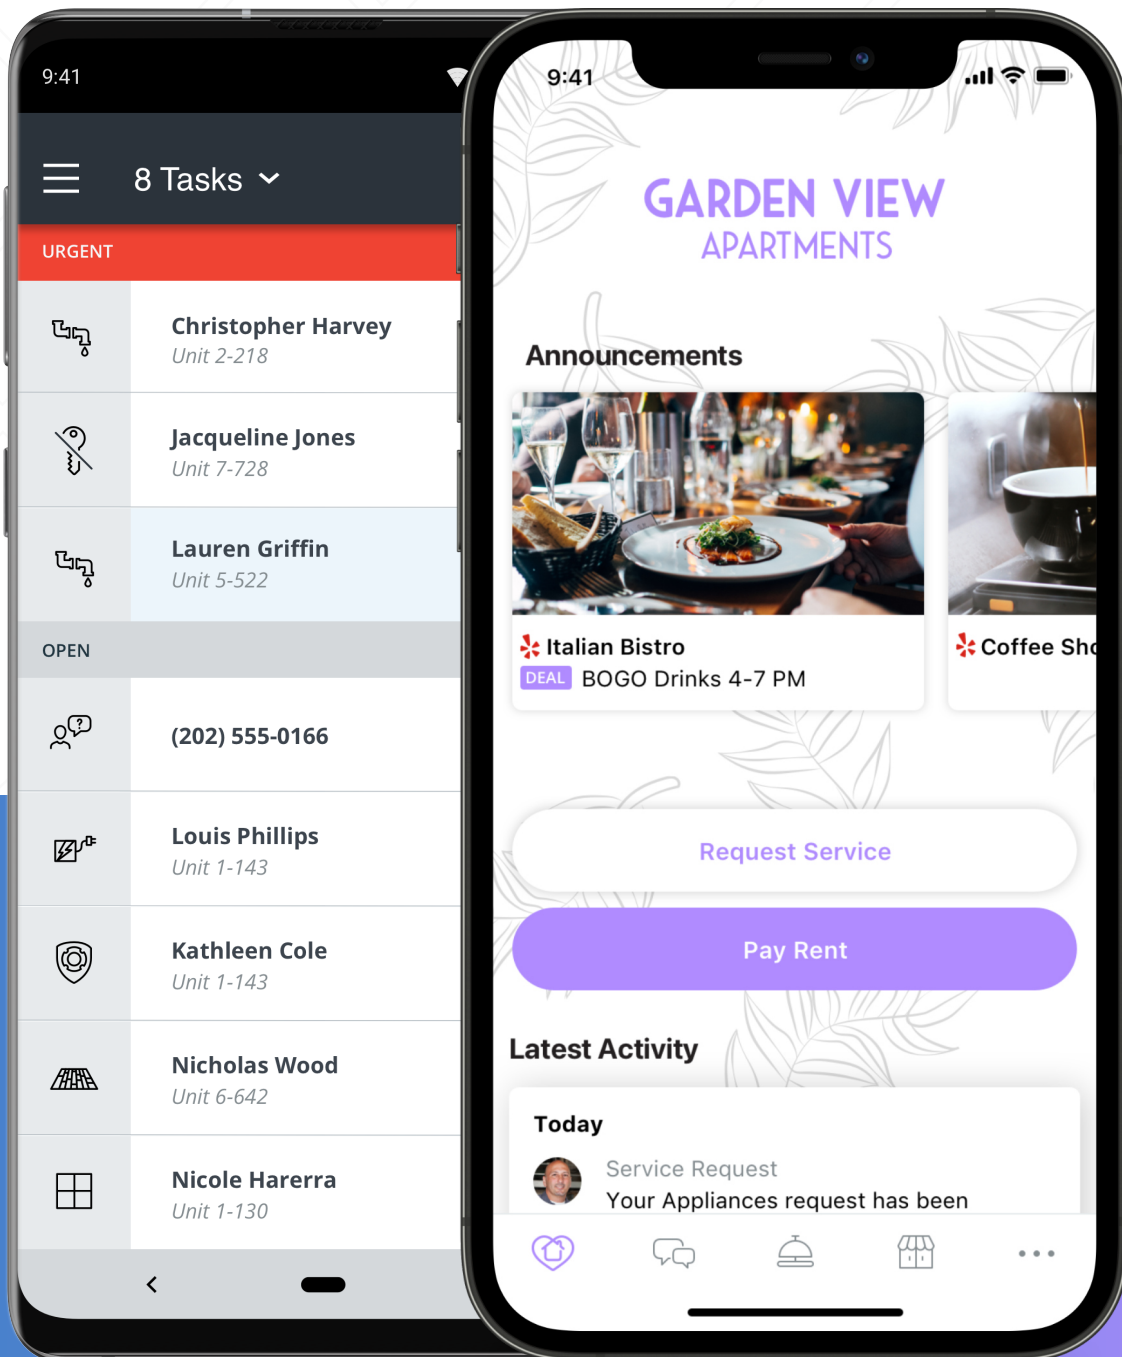 9:41
8 Tasks
URGENT
Christopher Harvey
Unit 2-218
Jacqueline Jones
Unit 7-728
Lauren Griffin
Unit 5-522
OPEN
(202) 555-0166
Louis Phillips
Unit 1-143
Kathleen Cole
Unit 1-143
Nicholas Wood
Unit 6-642
Nicole Harerra
Unit 1-130
9:41
GARDEN VIEW
APARTMENTS
Announcements
Italian Bistro
DEAL BOGO Drinks 4-7 PM
Coffee Sho
Request Service
Pay Rent
Latest Activity
Today
Service Request
Your Appliances request has been